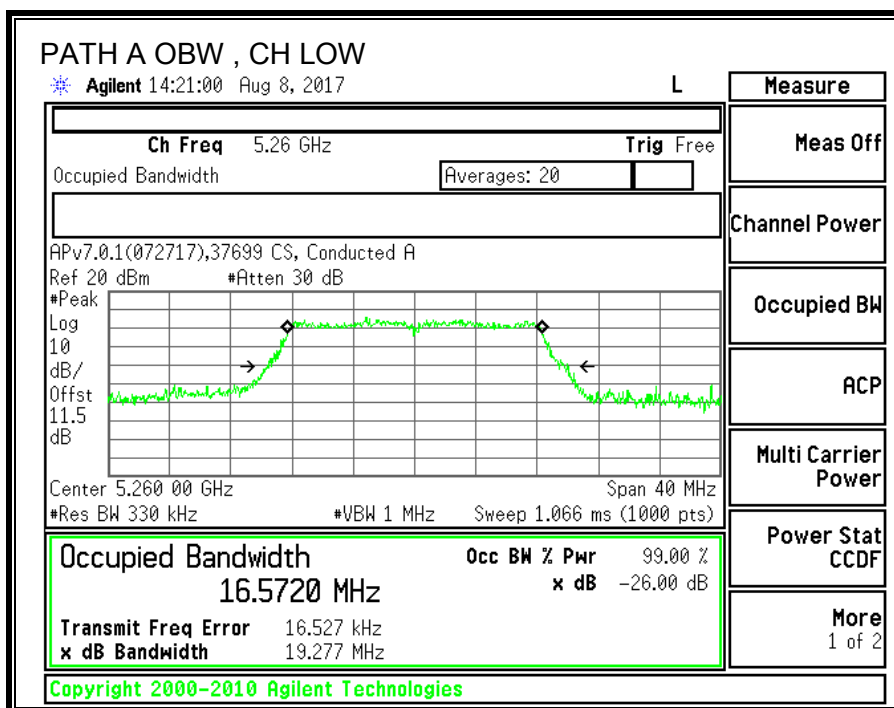 PATH A OBW , CH LOW
Agilent 14:21:00 Aug 8, 2017 L
Measure
Ch Freq 5.26 GHz Trig Free
Occupied Bandwidth Averages: 20
APv7.0.1(072717),37699 CS, Conducted A
Ref 20 dBm #Atten 30 dB
#Peak
Log
10
dB/
Offst
11.5
dB
Center 5.260 00 GHz Span 40 MHz
#Res BW 330 kHz #VBW 1 MHz Sweep 1.066 ms (1000 pts)
Occupied Bandwidth Occ BW % Pwr 99.00 %
16.5720 MHz x dB -26.00 dB
Transmit Freq Error 16.527 kHz
x dB Bandwidth 19.277 MHz
Meas Off
Channel Power
Occupied BW
ACP
Multi Carrier
Power
Power Stat
CCDF
More
1 of 2
Copyright 2000-2010 Agilent Technologies